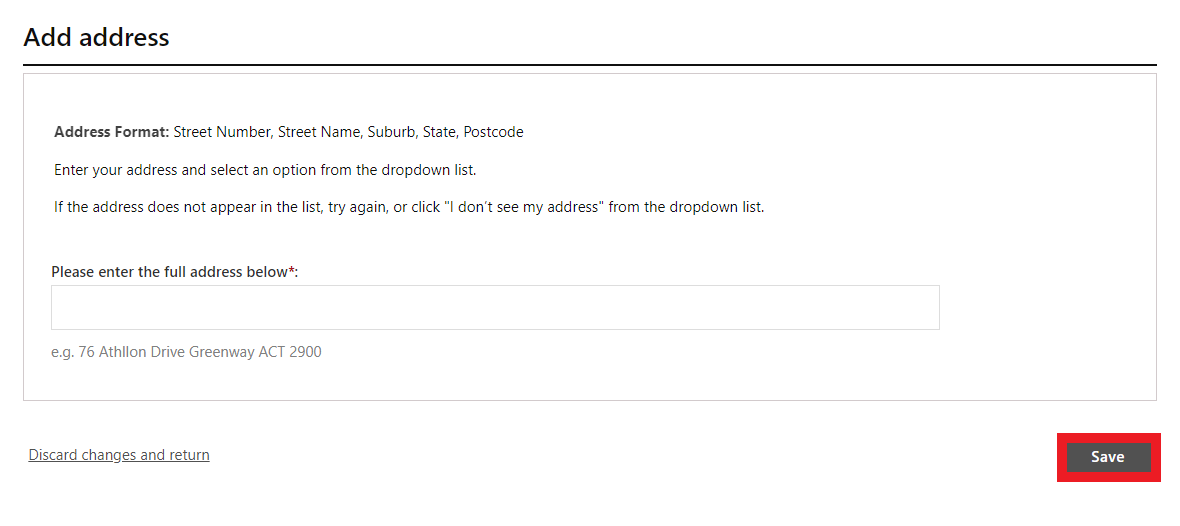 Add address
Address Format: Street Number, Street Name, Suburb, State, Postcode
Enter your address and select an option from the dropdown list.
If the address does not appear in the list, try again, or click "I don’t see my address" from the dropdown list.
Please enter the full address below*:
e.g. 76 Athllon Drive Greenway ACT 2900
Discard changes and return
Save